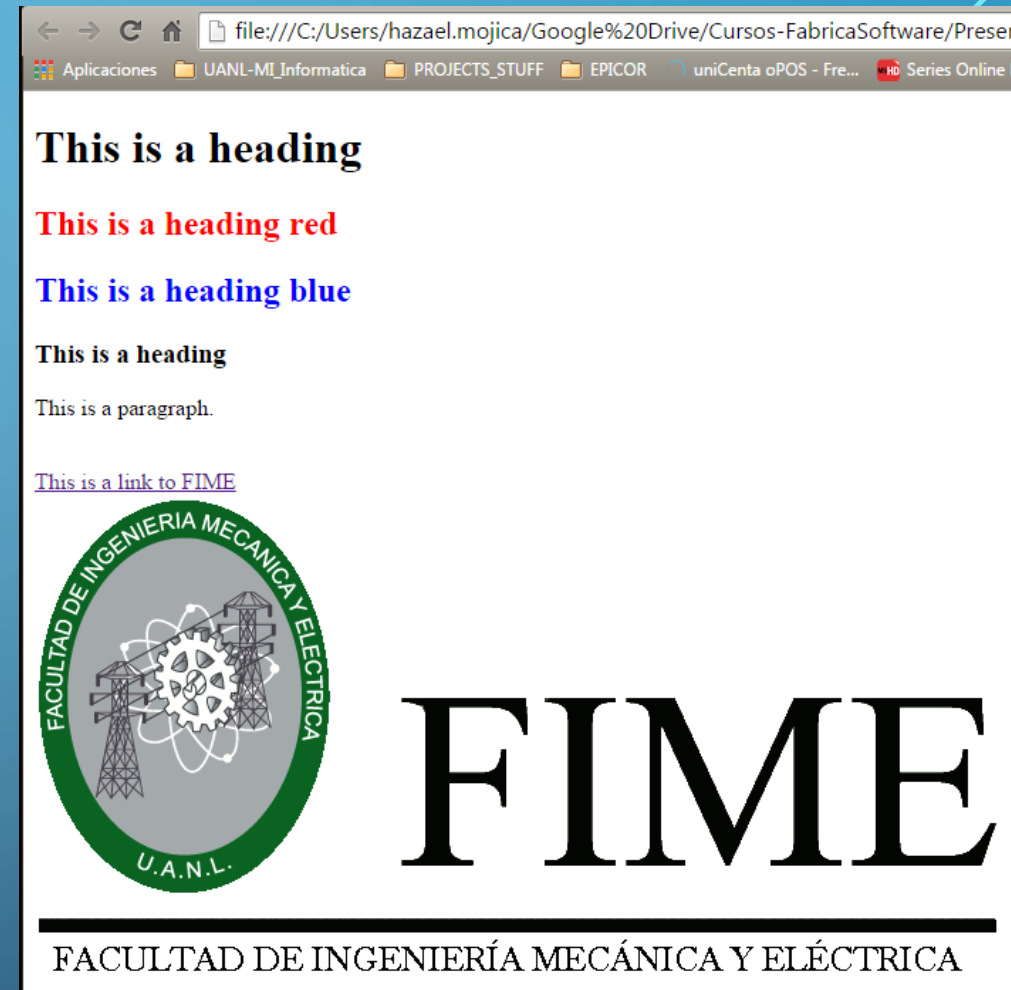 file:///C:/Users/hazael.mojica/Google%20Drive/Cursos-FabricaSoftware/Prese
Aplicaciones UANL-MI_Informatica PROJECTS_STUFF EPICOR uniCenta oPOS - Fre... Series Online
This is a heading
This is a heading red
This is a heading blue
This is a heading
This is a paragraph.
This is a link to FIME
FACULTAD DE INGENIERIA MECANICA Y ELECTRICA
U.A.N.L.
FIME
FACULTAD DE INGENIERÍA MECÁNICA Y ELÉCTRICA